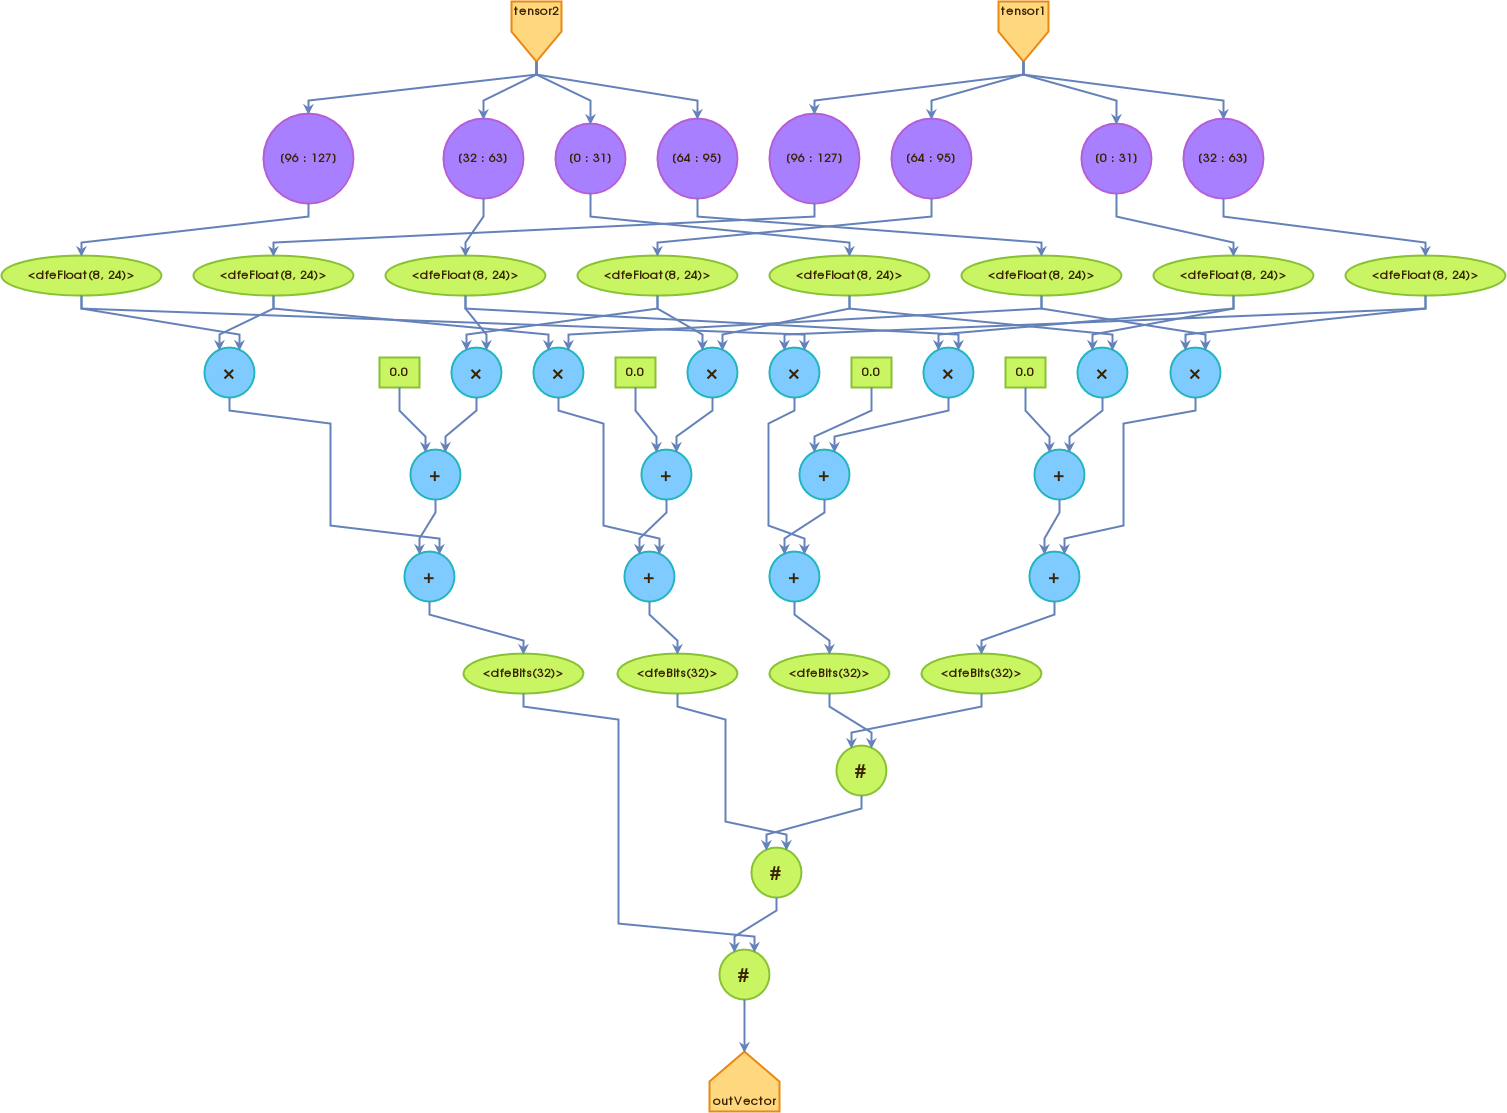 tensor2
tensor1
[96 : 127]
[32 : 63]
[0 : 31]
[64 : 95]
[96 : 127]
[64 : 95]
[0 : 31]
[32 : 63]
<dfeFloat(8, 24)>
<dfeFloat(8, 24)>
<dfeFloat(8, 24)>
<dfeFloat(8, 24)>
<dfeFloat(8, 24)>
<dfeFloat(8, 24)>
<dfeFloat(8, 24)>
<dfeFloat(8, 24)>
×
0.0
×
×
0.0
×
×
0.0
×
0.0
×
×
+
+
+
+
+
+
+
+
<dfeBits(32)>
<dfeBits(32)>
<dfeBits(32)>
<dfeBits(32)>
#
#
#
outVector